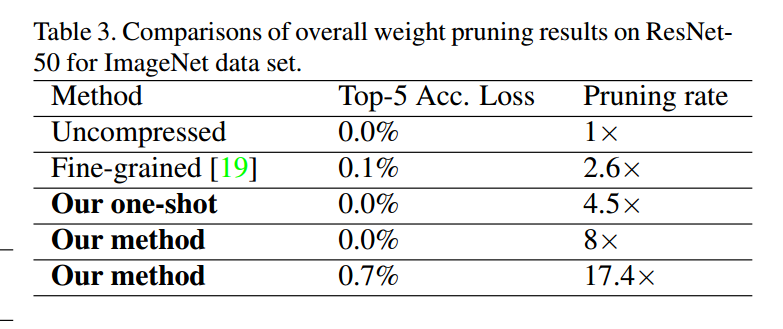 Table 3. Comparisons of overall weight pruning results on ResNet-
50 for ImageNet data set.
Method Top-5 Acc. Loss Pruning rate
Uncompressed 0.0% 1×
Fine-grained [19] 0.1% 2.6×
Our one-shot 0.0% 4.5×
Our method 0.0% 8×
Our method 0.7% 17.4×